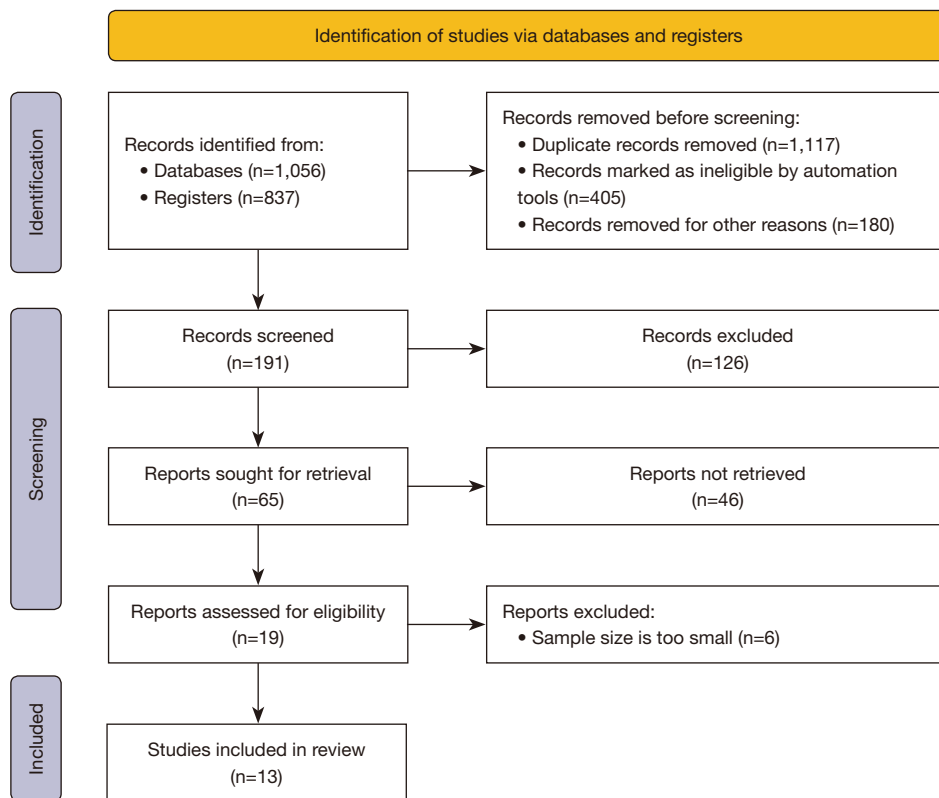 Identification of studies via databases and registers
Identification
Records identified from:
• Databases (n=1,056)
• Registers (n=837)
Records removed before screening:
• Duplicate records removed (n=1,117)
• Records marked as ineligible by automation
tools (n=405)
• Records removed for other reasons (n=180)
Screening
Records screened
(n=191)
Records excluded
(n=126)
Reports sought for retrieval
(n=65)
Reports not retrieved
(n=46)
Reports assessed for eligibility
(n=19)
Reports excluded:
• Sample size is too small (n=6)
Included
Studies included in review
(n=13)